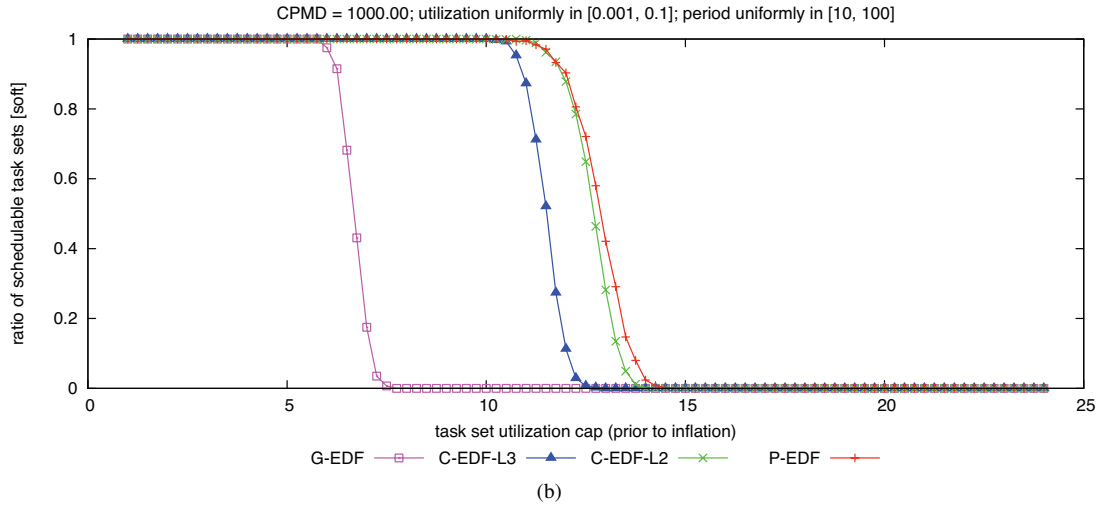 CPMD = 1000.00; utilization uniformly in [0.001, 0.1]; period uniformly in [10, 100]
ratio of schedulable task sets [soft]
1
0.8
0.6
0.4
0.2
0
0 5 10 15 20 25
task set utilization cap (prior to inflation)
G-EDF C-EDF-L3 C-EDF-L2 P-EDF
(b)